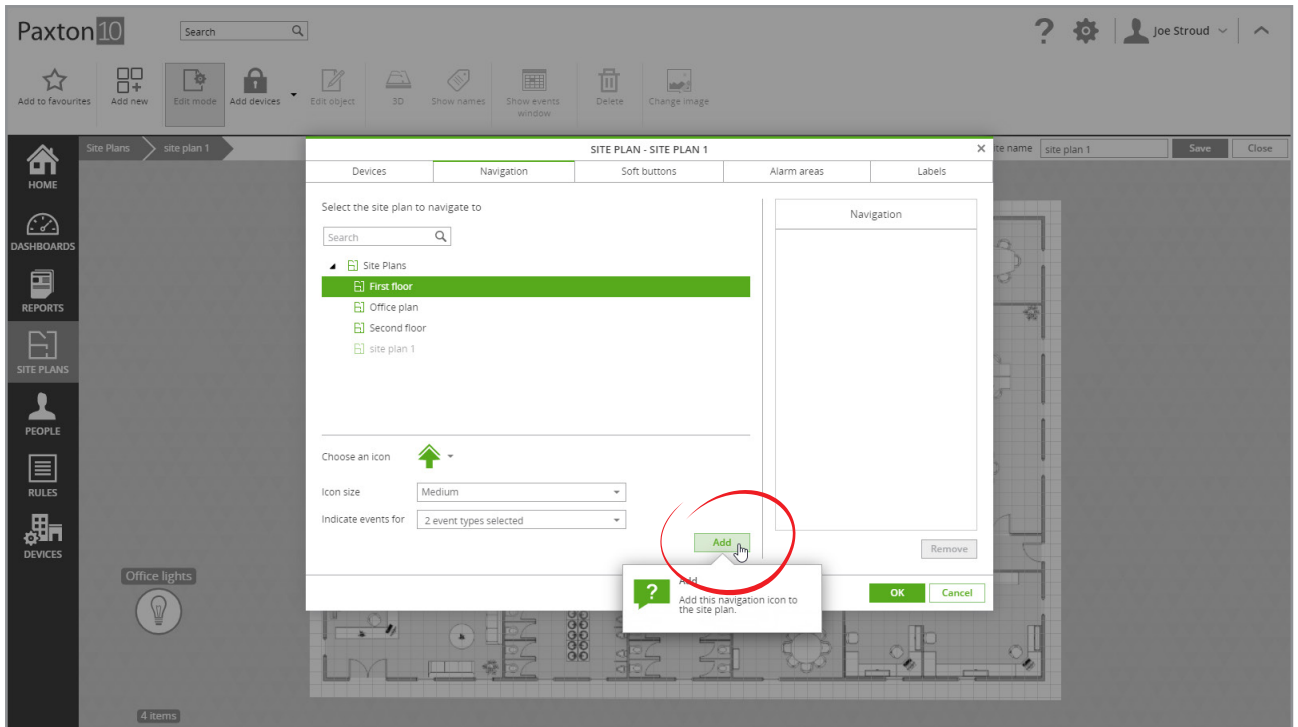 Paxton10
Search
Joe Stroud
Add to favourites
Add new
Edit mode
Add devices
Edit object
3D
Show names
Show events
window
Delete
Change image
Site Plans
site plan 1
SITE PLAN - SITE PLAN 1
ite name
site plan 1
Save
Close
HOME
DASHBOARDS
REPORTS
SITE PLANS
PEOPLE
RULES
DEVICES
Devices
Navigation
Soft buttons
Alarm areas
Labels
Select the site plan to navigate to
Search
Site Plans
First floor
Office plan
Second floor
site plan 1
Navigation
Choose an icon
Icon size
Medium
Indicate events for
2 event types selected
Add
Remove
Add
Add this navigation icon to
the site plan.
OK
Cancel
Office lights
4 items